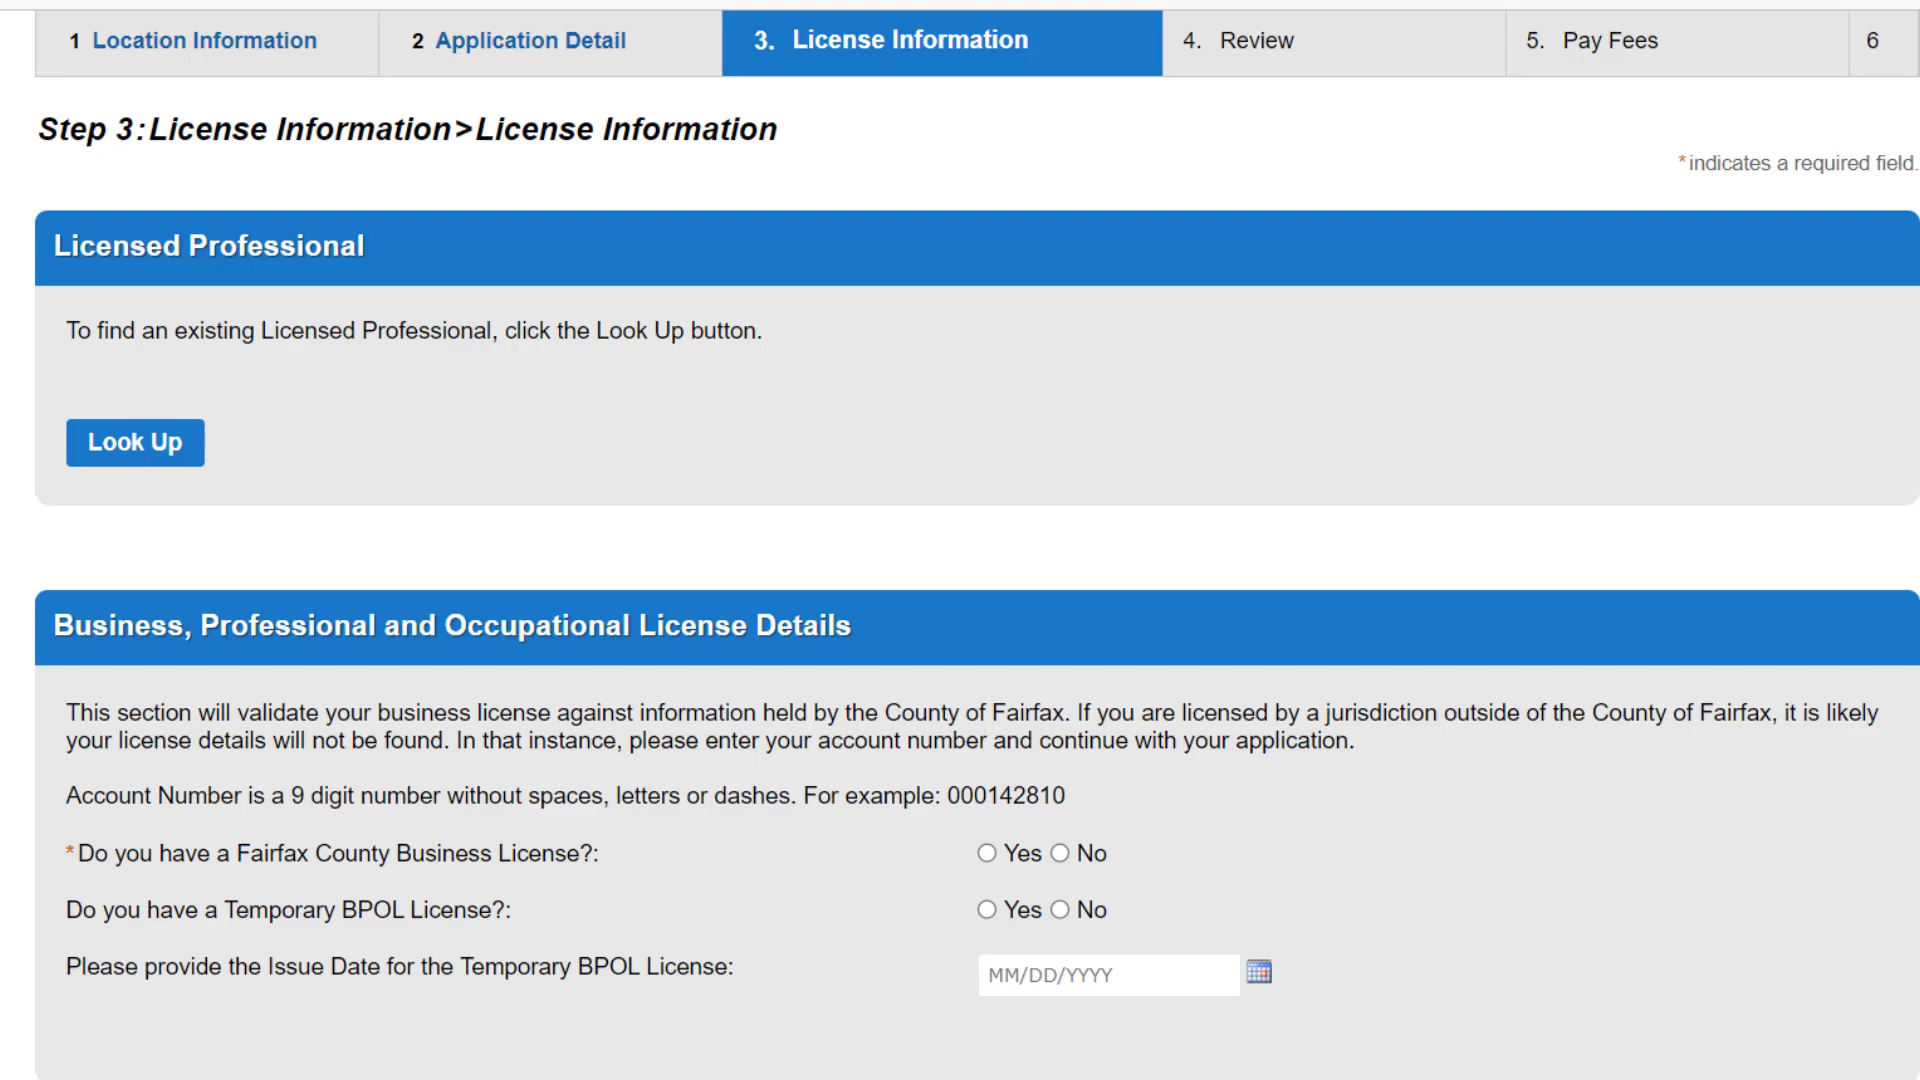 1 Location Information 2 Application Detail 3. License Information 4. Review 5. Pay Fees 6
Step 3:License Information>License Information
*indicates a required field.
Licensed Professional
To find an existing Licensed Professional, click the Look Up button.
Look Up
Business, Professional and Occupational License Details
This section will validate your business license against information held by the County of Fairfax. If you are licensed by a jurisdiction outside of the County of Fairfax, it is likely
your license details will not be found. In that instance, please enter your account number and continue with your application.
Account Number is a 9 digit number without spaces, letters or dashes. For example: 000142810
*Do you have a Fairfax County Business License?: Yes No
Do you have a Temporary BPOL License?: Yes No
Please provide the Issue Date for the Temporary BPOL License: MM/DD/YYYY